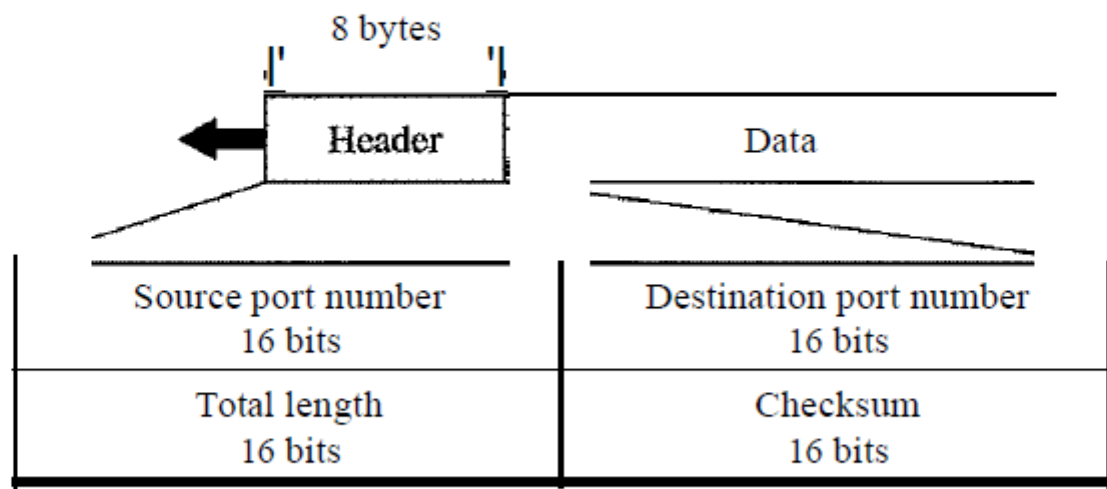 8 bytes
Header
Data
Source port number
16 bits
Destination port number
16 bits
Total length
16 bits
Checksum
16 bits